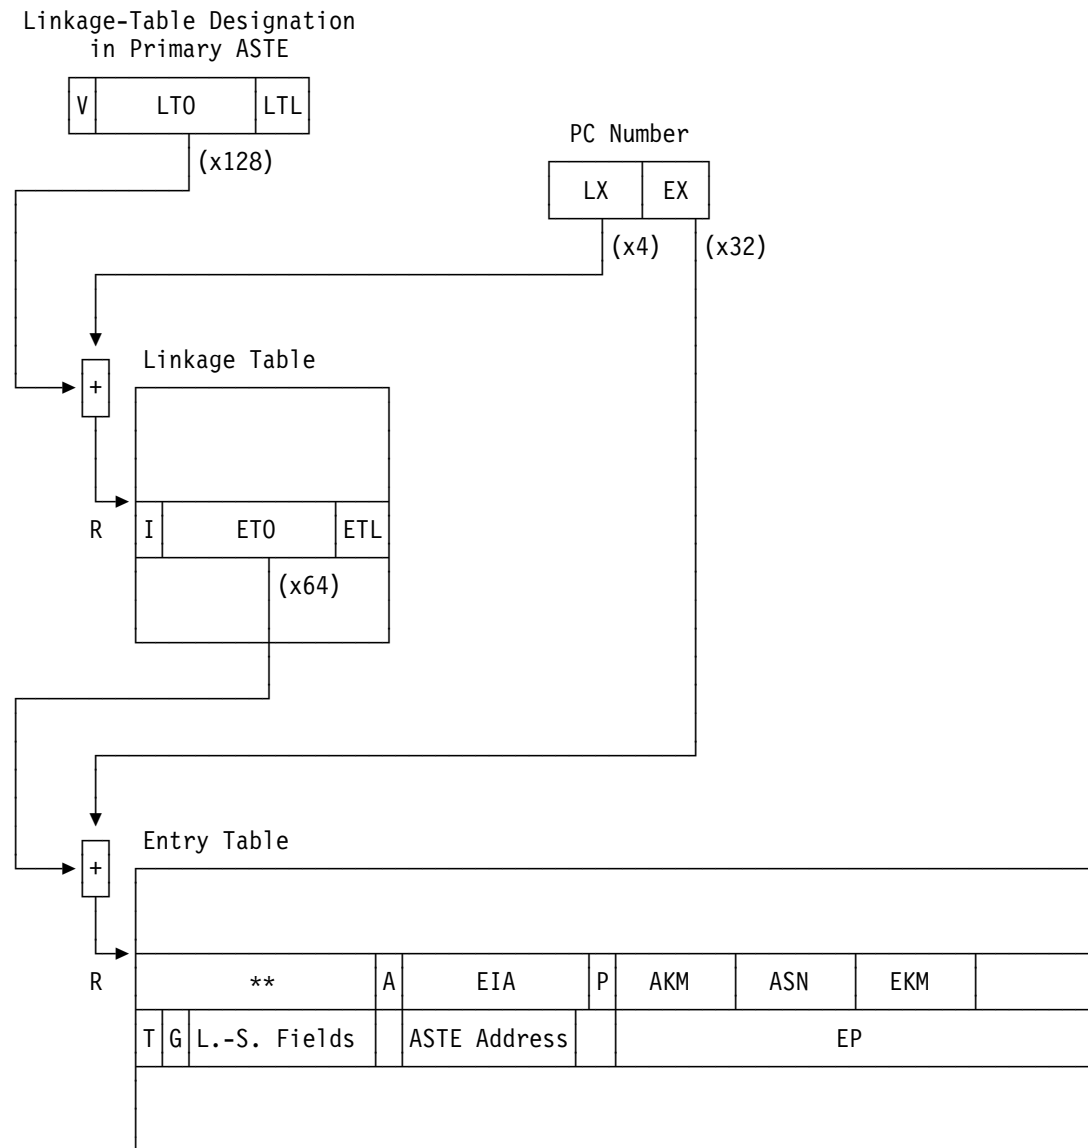 Linkage-Table Designation
in Primary ASTE
V LTO LTL
(x128)
PC Number
LX EX
(x4) (x32)
Linkage Table
+
R I ETO ETL
(x64)
Entry Table
+
R ** A EIA P AKM ASN EKM
T G L.-S. Fields ASTE Address EP